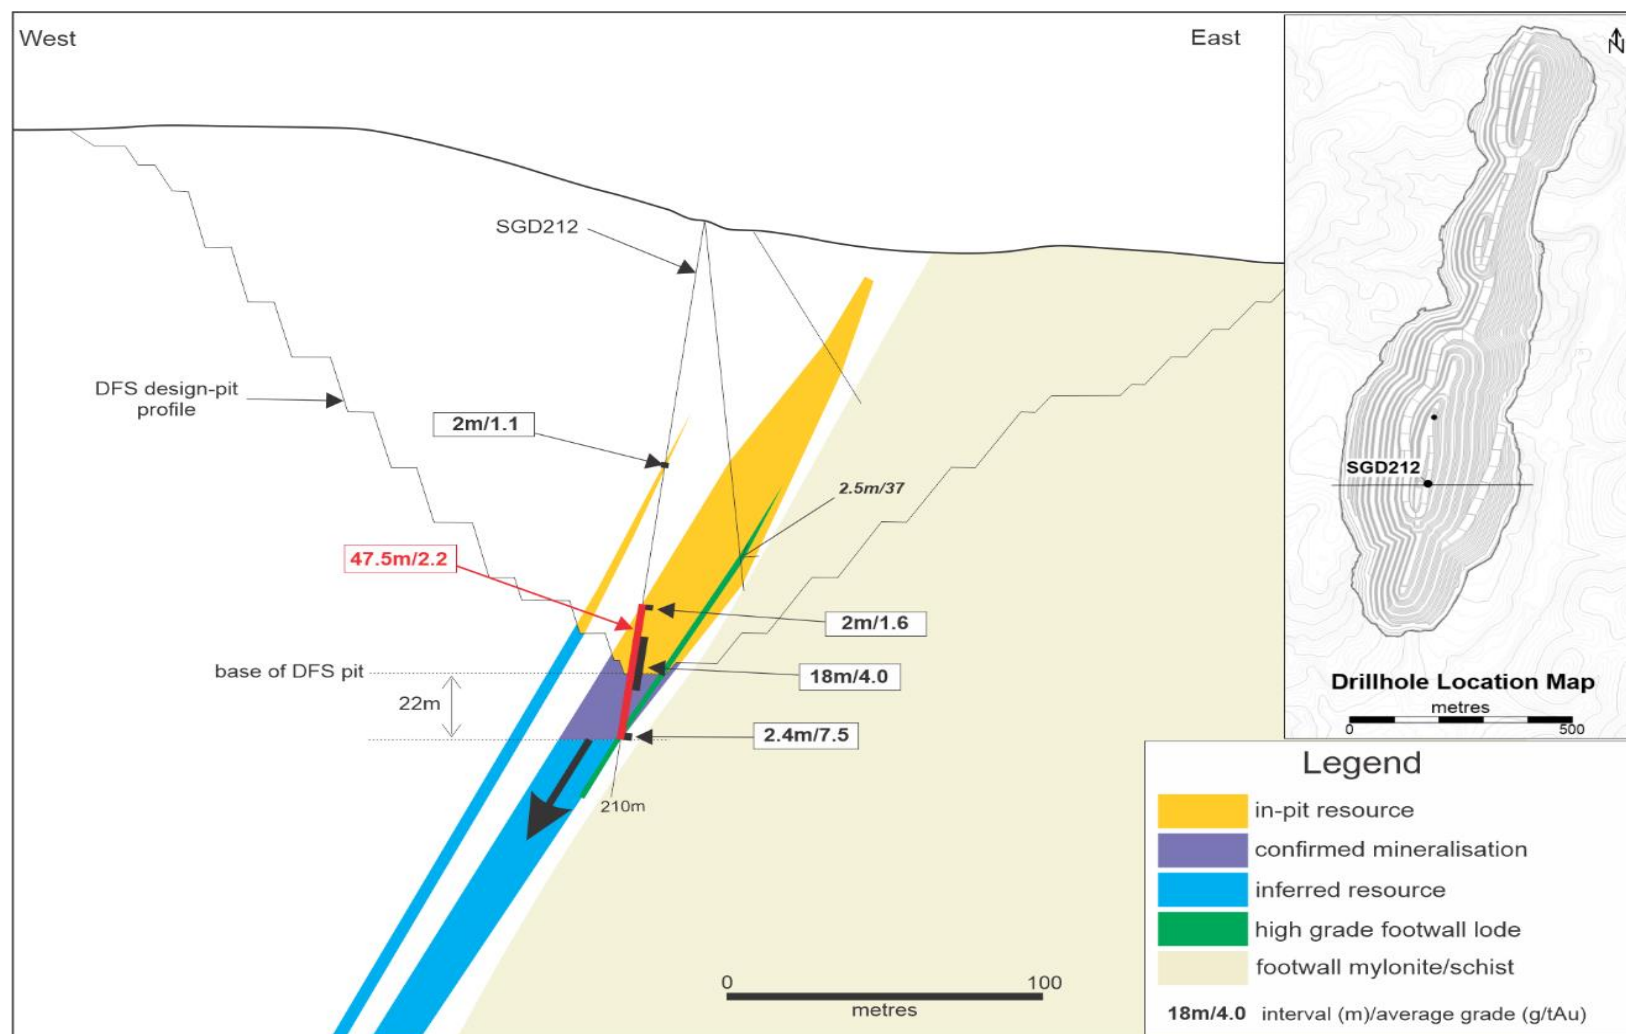 West
East
N
SGD212
DFS design-pit
profile
2m/1.1
2.5m/37
47.5m/2.2
2m/1.6
base of DFS pit
18m/4.0
22m
2.4m/7.5
210m
0
100
metres
SGD212
Drillhole Location Map
metres
0
500
Legend
in-pit resource
confirmed mineralisation
inferred resource
high grade footwall lode
footwall mylonite/schist
18m/4.0 interval (m)/average grade (g/tAu)